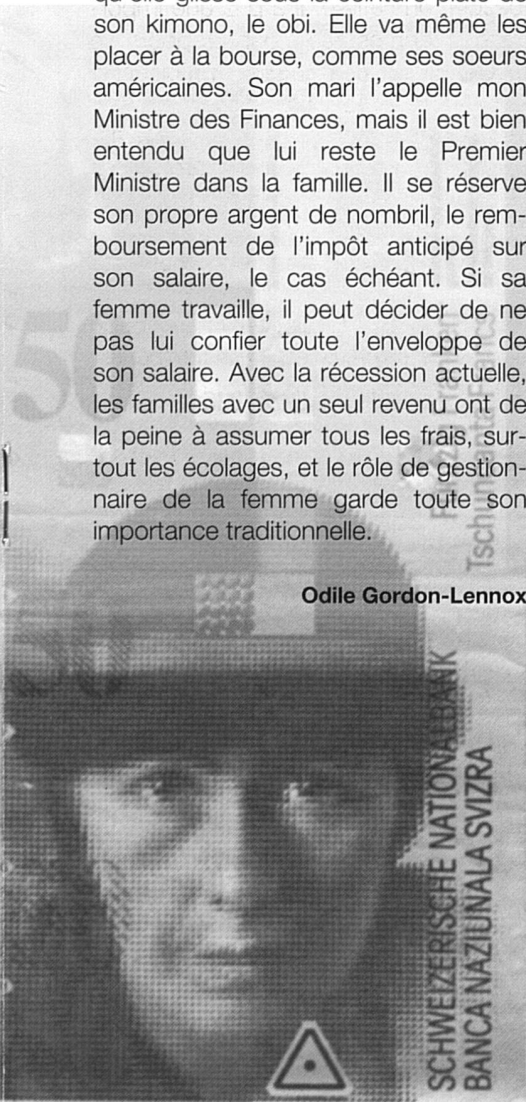 son kimono, le obi. Elle va même les
placer à la bourse, comme ses soeurs
américaines. Son mari l'appelle mon
Ministre des Finances, mais il est bien
entendu que lui reste le Premier
Ministre dans la famille. Il se réserve
son propre argent de nombril, le rem-
boursement de l'impôt anticipé sur
son salaire, le cas échéant. Si sa
femme travaille, il peut décider de ne
pas lui confier toute l'enveloppe de
son salaire. Avec la récession actuelle,
les familles avec un seul revenu ont de
la peine à assumer tous les frais, sur-
tout les écolages, et le rôle de gestion-
naire de la femme garde toute son
importance traditionnelle.
Odile Gordon-Lennox
50
SCHWEIZERISCHE NATIONALBANK
BANCA NAZIUNALA SVIZRA